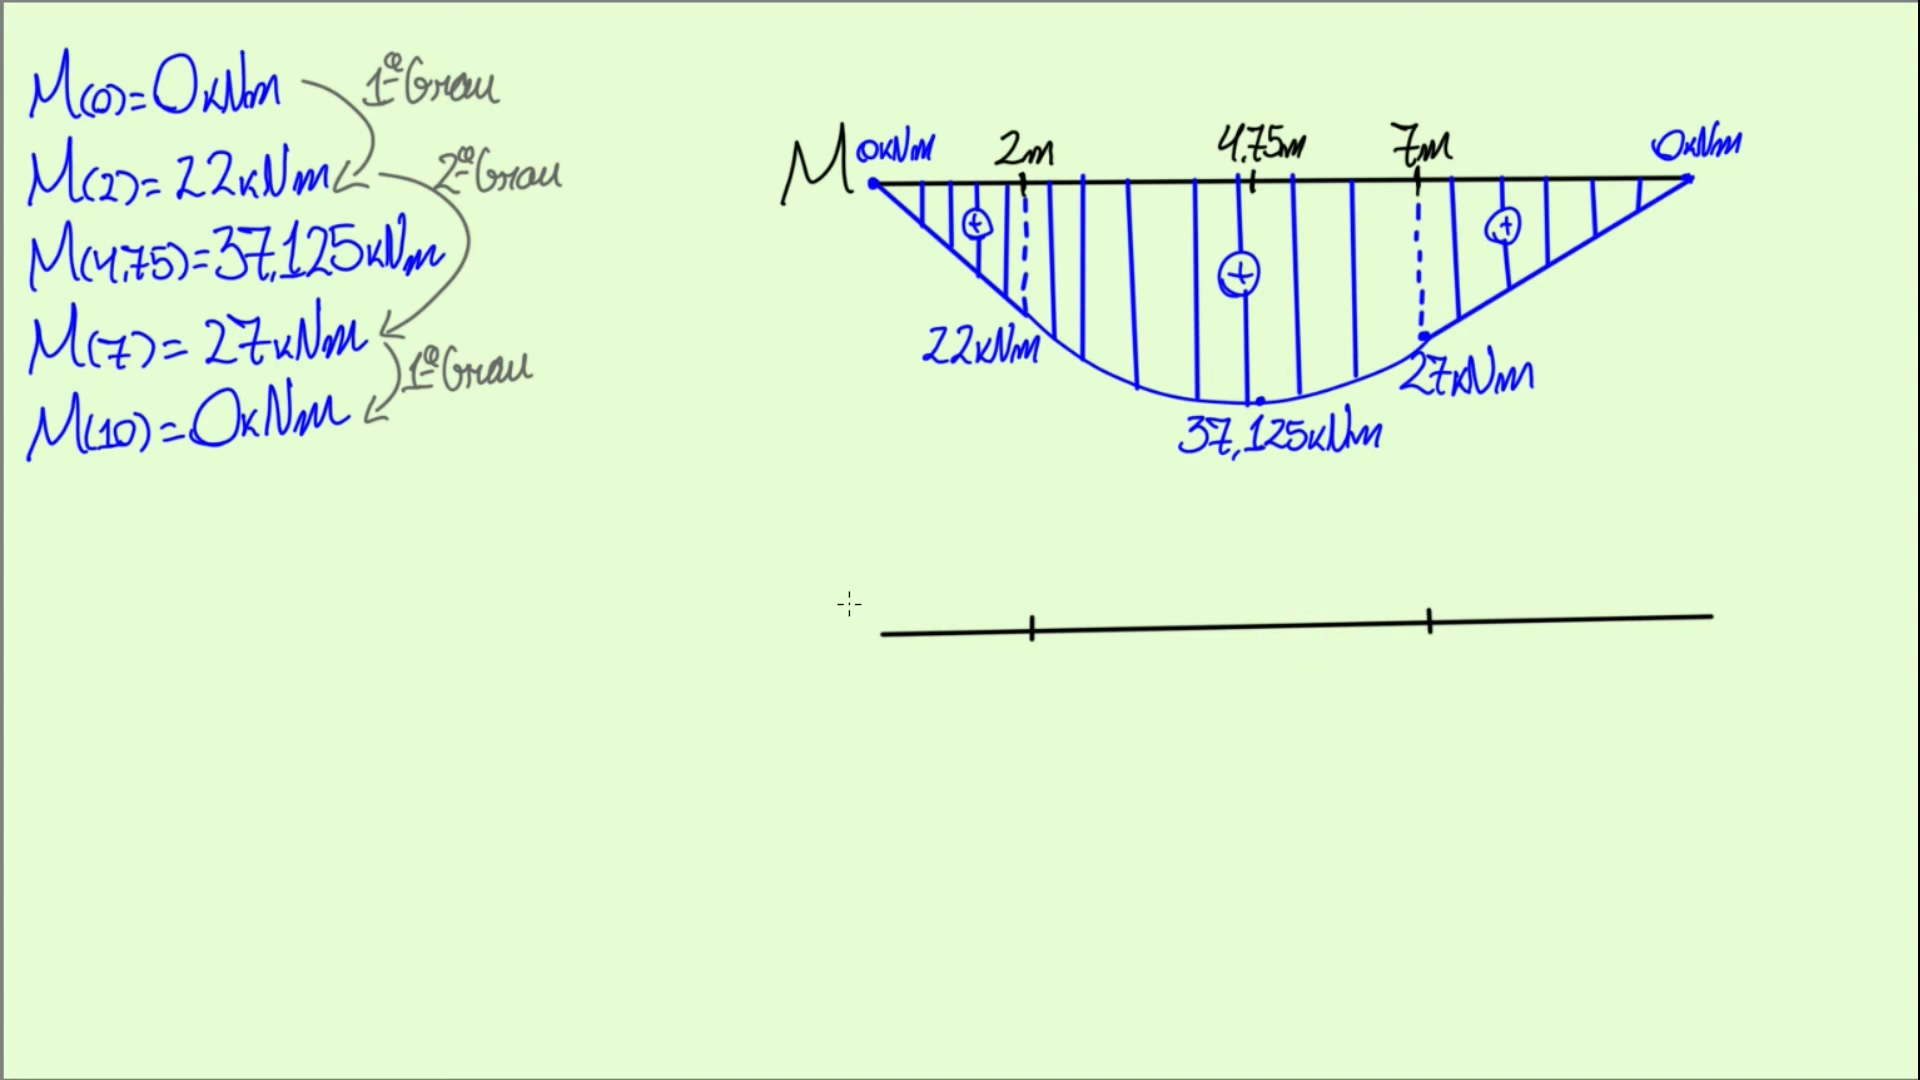 M(0)=0kNm 1º Grau
M(2)=22kNm 2º Grau
M(4,75)=37,125kNm
M(7)=27kNm
1º Grau
M(10)=0kNm
M 0kNm 2m 4,75m 7m 0kNm
+ + +
22kNm 27kNm
37,125kNm